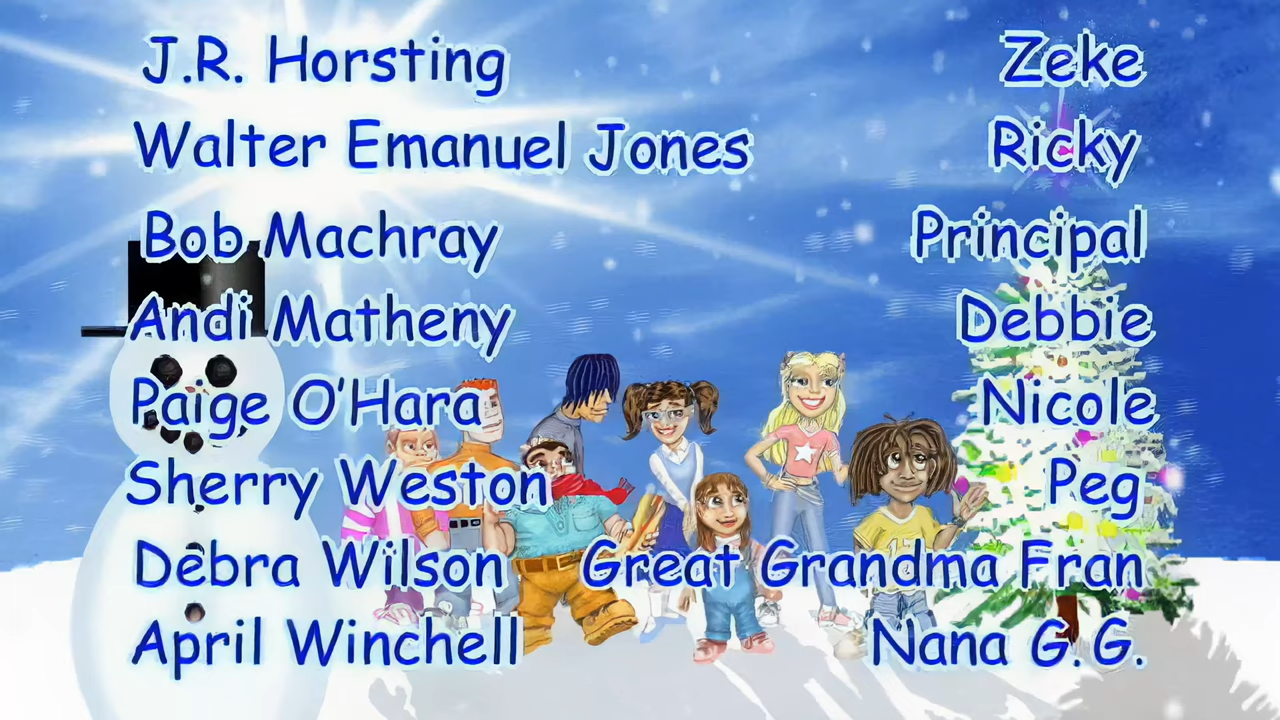 J.R. Horsting Zeke
Walter Emanuel Jones Ricky
Bob Machray Principal
Andi Matheny Debbie
Paige O'Hara Nicole
Sherry Weston Peg
Debra Wilson Great Grandma Fran
April Winchell Nana G.G.